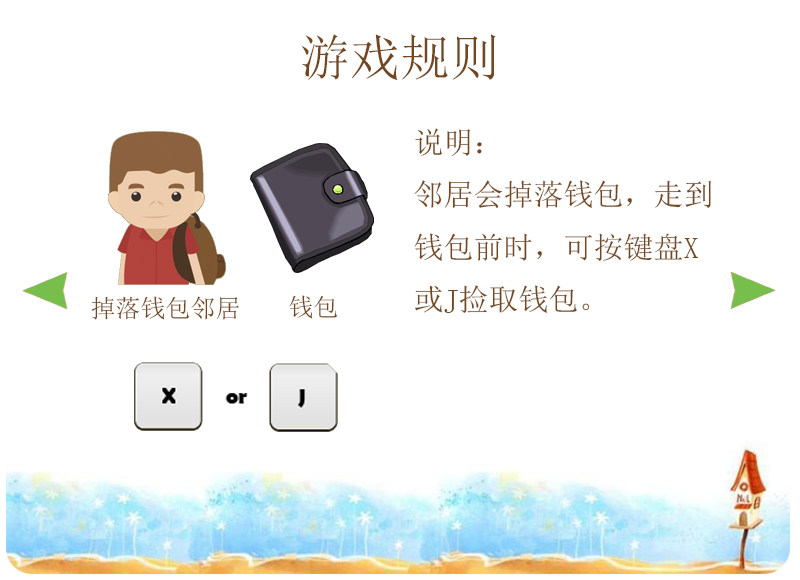 游戏规则
说明：
邻居会掉落钱包，走到
钱包前时，可按键盘X
或J捡取钱包。
掉落钱包邻居
钱包
X or J